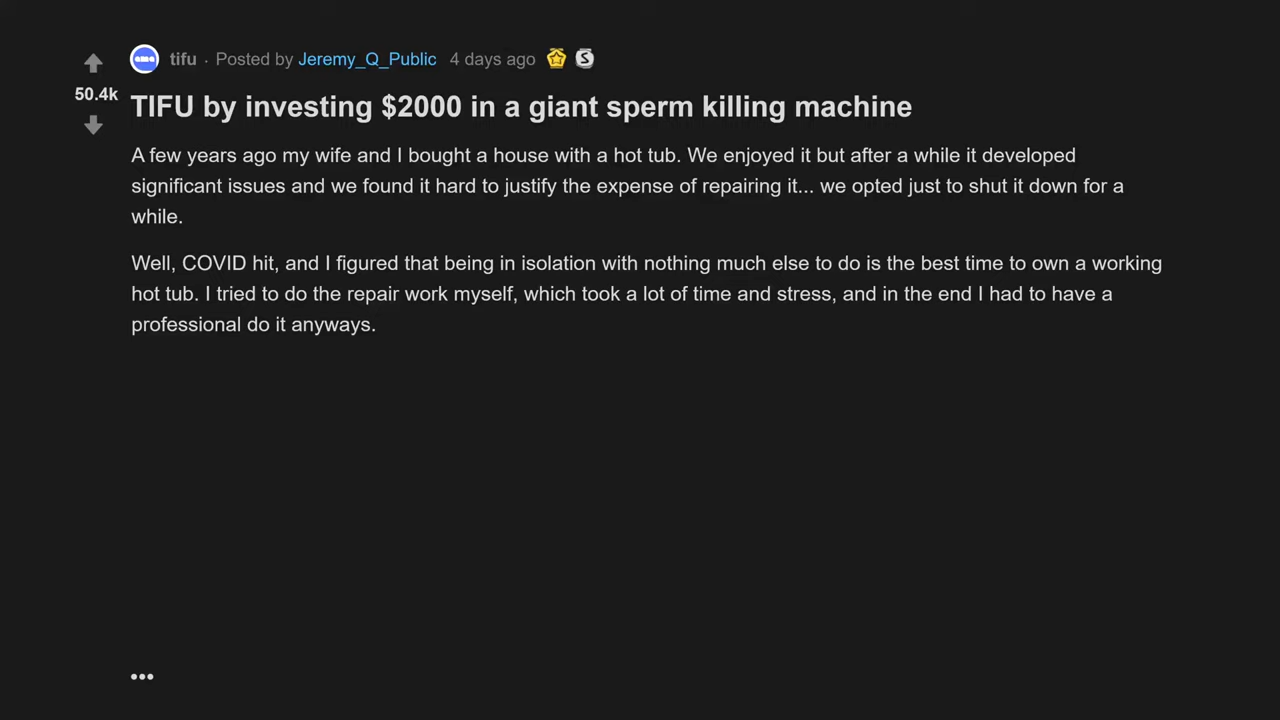 tifu · Posted by Jeremy_Q_Public 4 days ago
50.4k
TIFU by investing $2000 in a giant sperm killing machine
A few years ago my wife and I bought a house with a hot tub. We enjoyed it but after a while it developed
significant issues and we found it hard to justify the expense of repairing it... we opted just to shut it down for a
while.
Well, COVID hit, and I figured that being in isolation with nothing much else to do is the best time to own a working
hot tub. I tried to do the repair work myself, which took a lot of time and stress, and in the end I had to have a
professional do it anyways.
•••